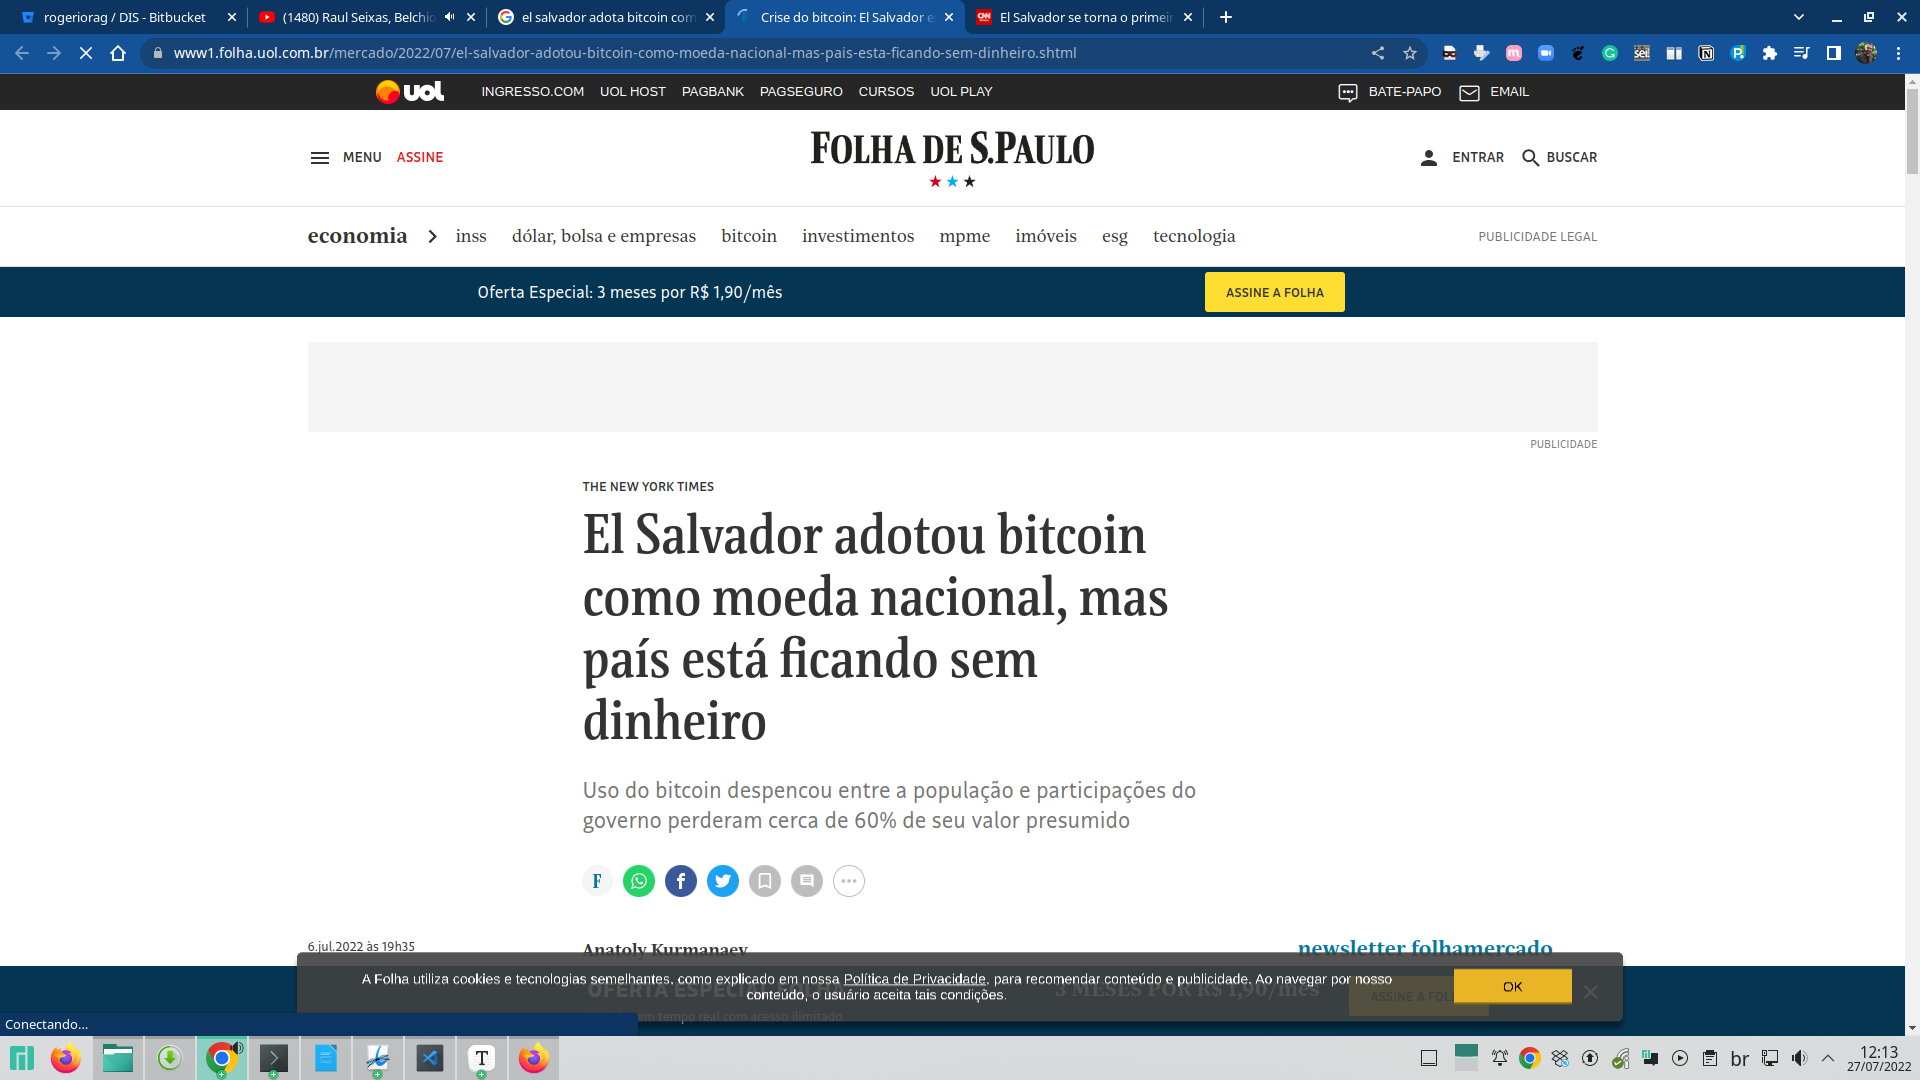 rogeriorag / DIS - Bitbucket
(1480) Raul Seixas, Belchio
el salvador adota bitcoin com
Crise do bitcoin: El Salvador e
El Salvador se torna o primeir
www1.folha.uol.com.br/mercado/2022/07/el-salvador-adotou-bitcoin-como-moeda-nacional-mas-pais-esta-ficando-sem-dinheiro.shtml
uol INGRESSO.COM UOL HOST PAGBANK PAGSEGURO CURSOS UOL PLAY BATE-PAPO EMAIL
MENU ASSINE FOLHA DE S.PAULO ENTRAR BUSCAR
economia inss dólar, bolsa e empresas bitcoin investimentos mpme imóveis esg tecnologia PUBLICIDADE LEGAL
Oferta Especial: 3 meses por R$ 1,90/mês ASSINE A FOLHA
PUBLICIDADE
THE NEW YORK TIMES
El Salvador adotou bitcoin
como moeda nacional, mas
país está ficando sem
dinheiro
Uso do bitcoin despencou entre a população e participações do
governo perderam cerca de 60% de seu valor presumido
F
6.jul.2022 às 19h35 Anatoly Kurmanaev newsletter folhamercado
A Folha utiliza cookies e tecnologias semelhantes, como explicado em nossa Política de Privacidade, para recomendar conteúdo e publicidade. Ao navegar por nosso
conteúdo, o usuário aceita tais condições.
OK
OFERTA ESPECIAL 3 MESES POR R$ 1,90/mês ASSINE A FOL
em tempo real com acesso ilimitado
Conectando...
br 12:13
27/07/2022